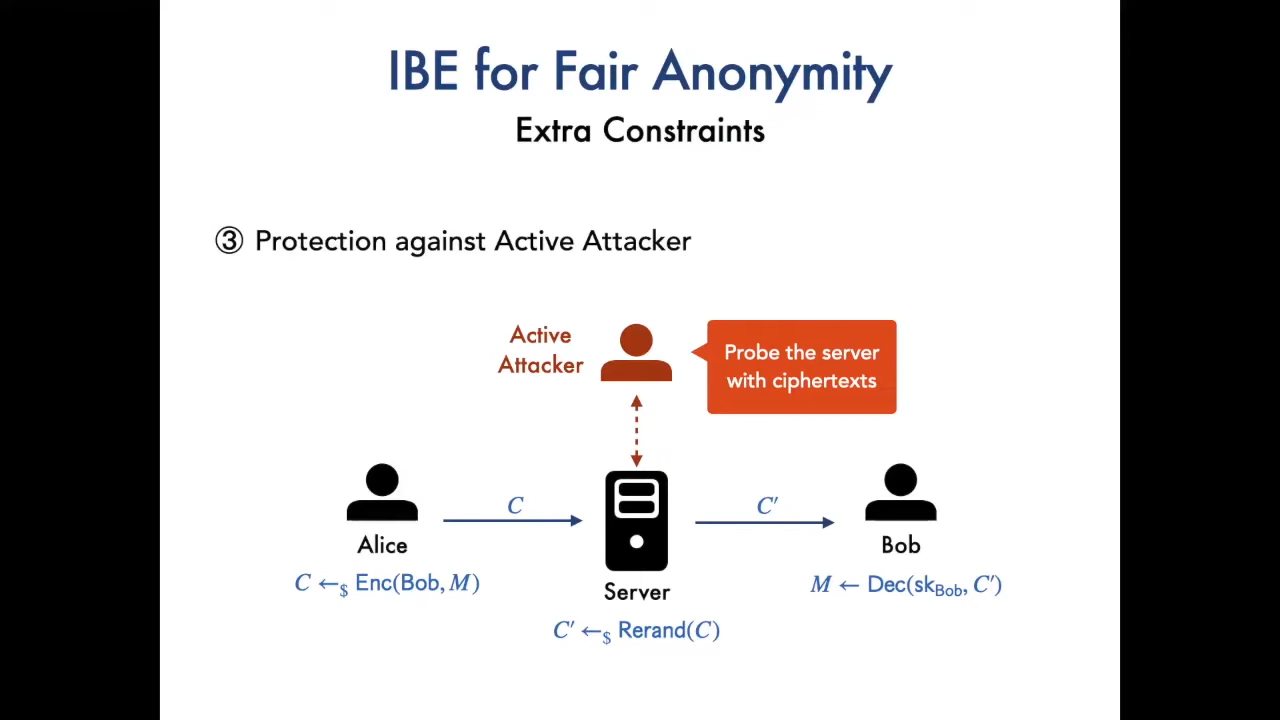 IBE for Fair Anonymity
Extra Constraints
③ Protection against Active Attacker
Active
Attacker
Probe the server
with ciphertexts
C
C′
Alice
Bob
C ←$ Enc(Bob, M)
Server
M ← Dec(skBob, C′)
C′ ←$ Rerand(C)